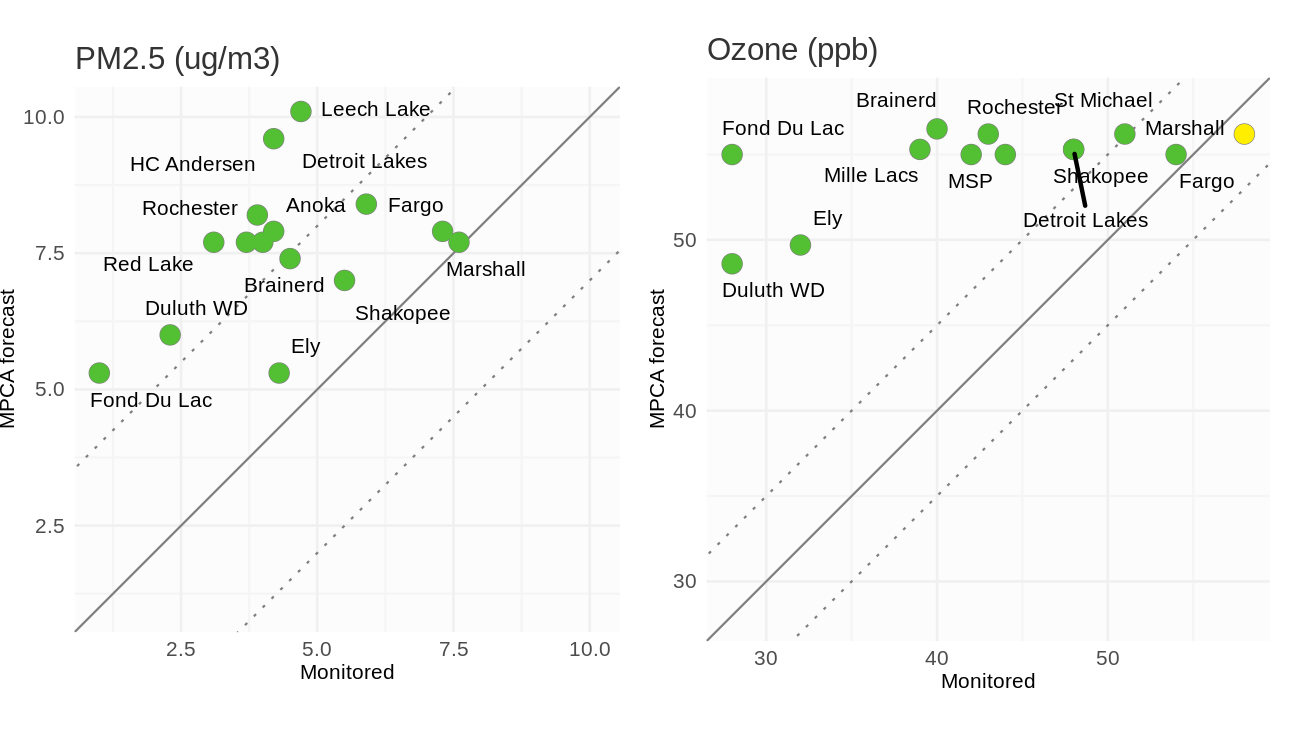 PM2.5 (ug/m3)
10.0
7.5
5.0
2.5
MPCA forecast
Leech Lake
HC Andersen
Detroit Lakes
Rochester
Anoka
Fargo
Red Lake
Brainerd
Marshall
Duluth WD
Shakopee
Ely
Fond Du Lac
2.5
5.0
7.5
10.0
Monitored
Ozone (ppb)
50
40
30
MPCA forecast
Brainerd
Rochester
St Michael
Fond Du Lac
Marshall
Mille Lacs
MSP
Shakopee
Fargo
Ely
Detroit Lakes
Duluth WD
30
40
50
Monitored